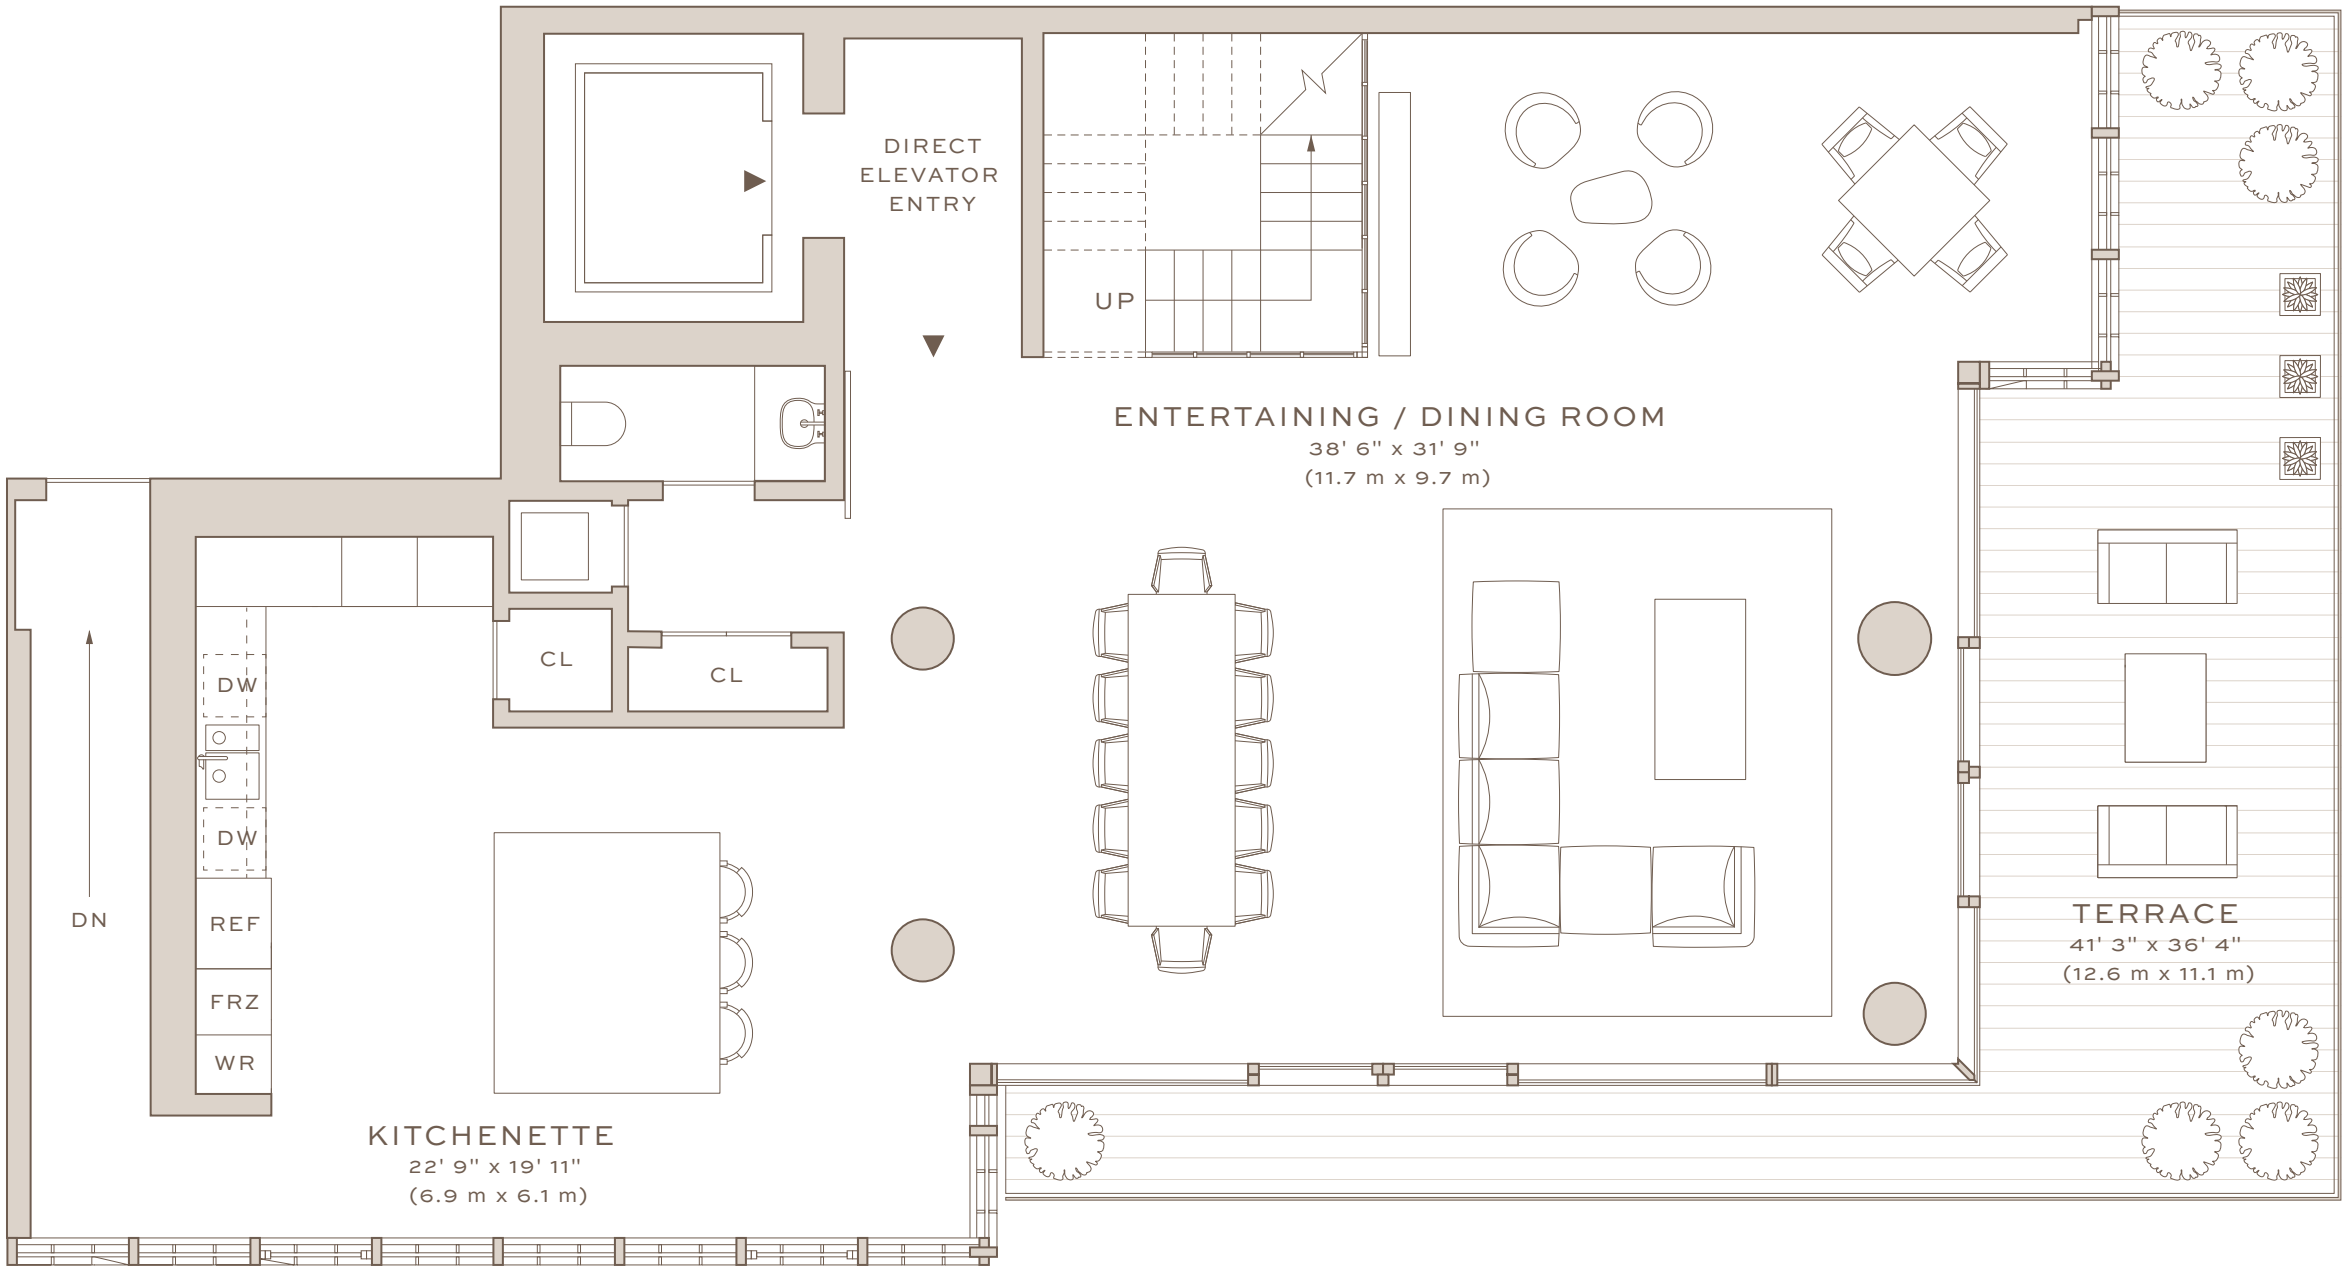 DIRECT
ELEVATOR
ENTRY
UP
ENTERTAINING / DINING ROOM
38' 6" x 31' 9"
(11.7 m x 9.7 m)
CL
CL
DW
DW
REF
FRZ
WR
DN
TERRACE
41' 3" x 36' 4"
(12.6 m x 11.1 m)
KITCHENETTE
22' 9" x 19' 11"
(6.9 m x 6.1 m)